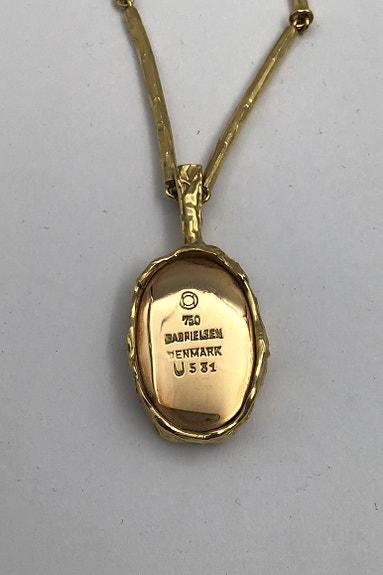 750
GABRIELSEN
DENMARK
U 531